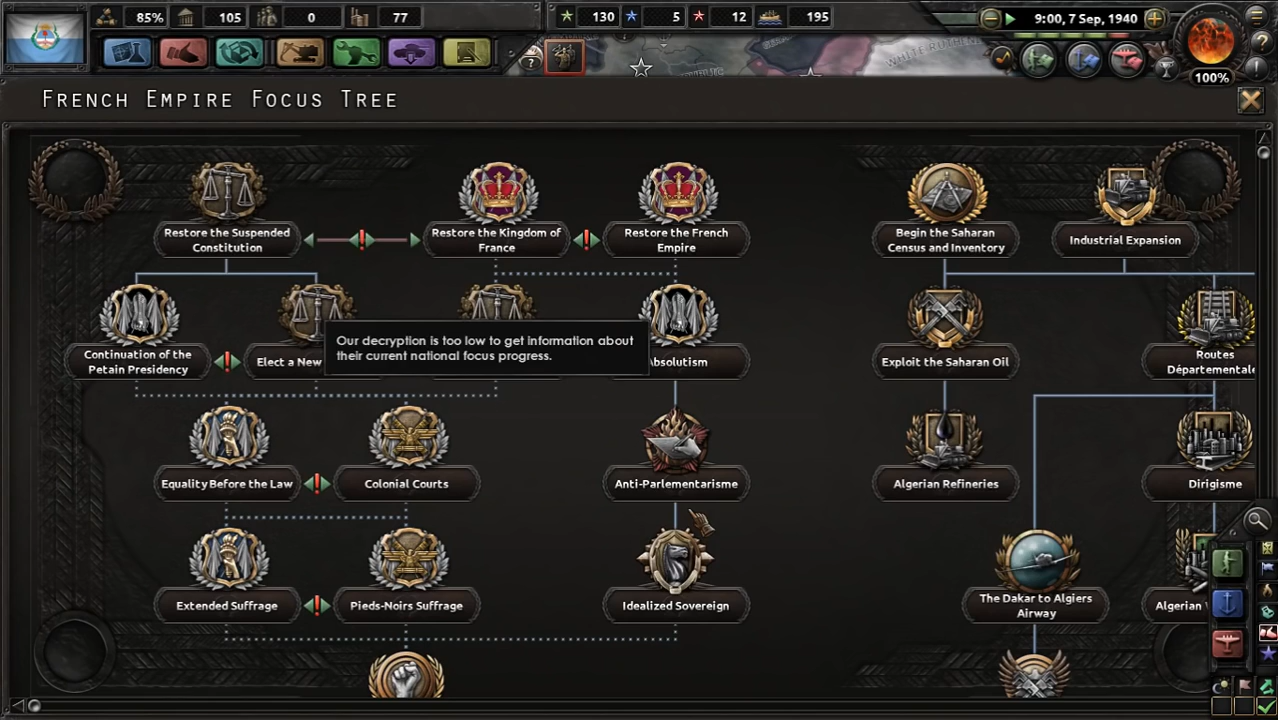 85% 105 0 77 130 5 12 195 9:00, 7 Sep, 1940
100%
WHITE RUTHEN
French Empire Focus Tree
Restore the Suspended
Constitution
Restore the Kingdom of
France
Restore the French
Empire
Begin the Saharan
Census and Inventory
Industrial Expansion
Continuation of the
Petain Presidency
Elect a New
Our decryption is too low to get information about
their current national focus progress.
Absolutism
Exploit the Saharan Oil
Routes
Départementale
Equality Before the Law
Colonial Courts
Anti-Parlementarisme
Algerian Refineries
Dirigisme
Extended Suffrage
Pieds-Noirs Suffrage
Idealized Sovereign
The Dakar to Algiers
Airway
Algerian